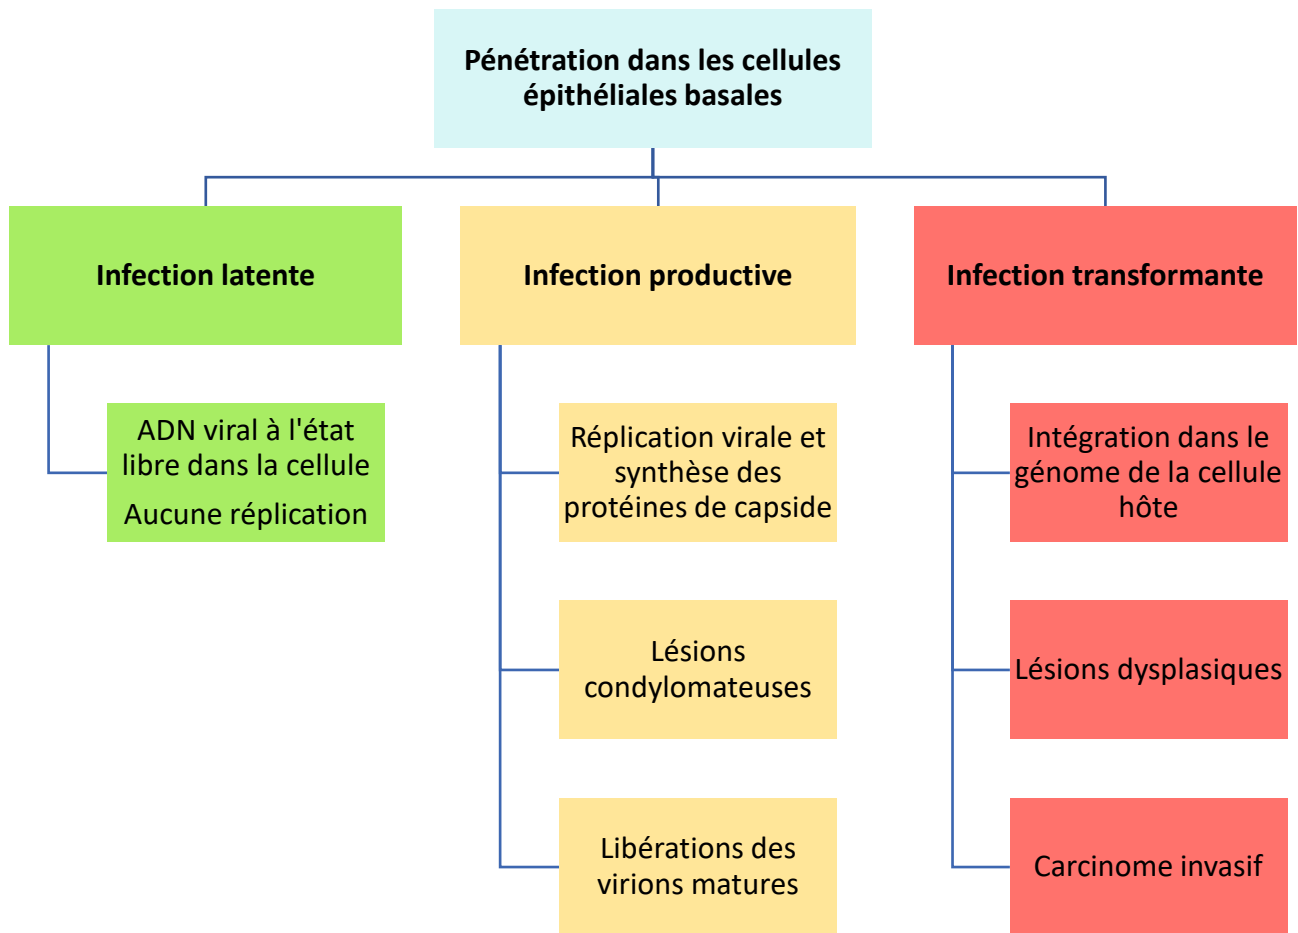 Pénétration dans les cellules
épithéliales basales
Infection latente
ADN viral à l'état
libre dans la cellule
Aucune réplication
Infection productive
Réplication virale et
synthèse des
protéines de capside
Lésions
condylomateuses
Libérations des
virions matures
Infection transformante
Intégration dans le
génome de la cellule
hôte
Lésions dysplasiques
Carcinome invasif